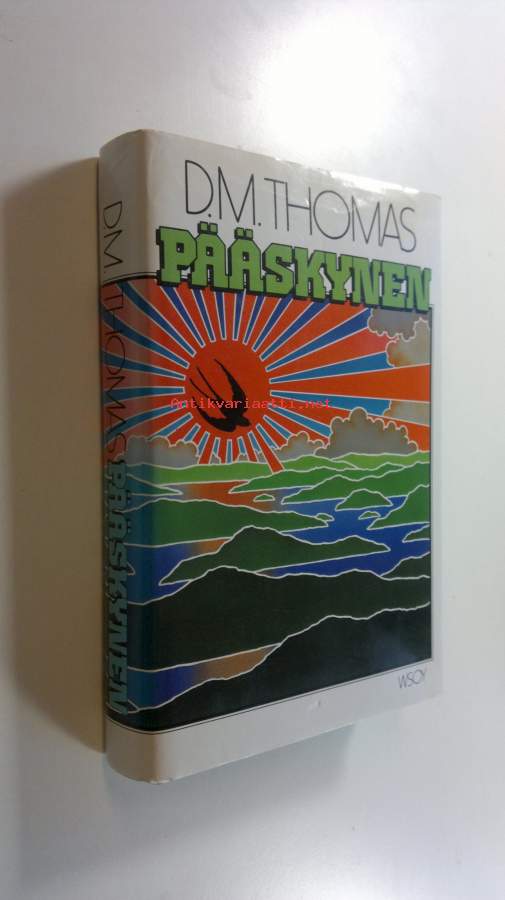 D.M. THOMAS
PÄÄSKYNEN
WSOY
D.M. THOMAS PÄÄSKYNEN
Antikvariaatti.net